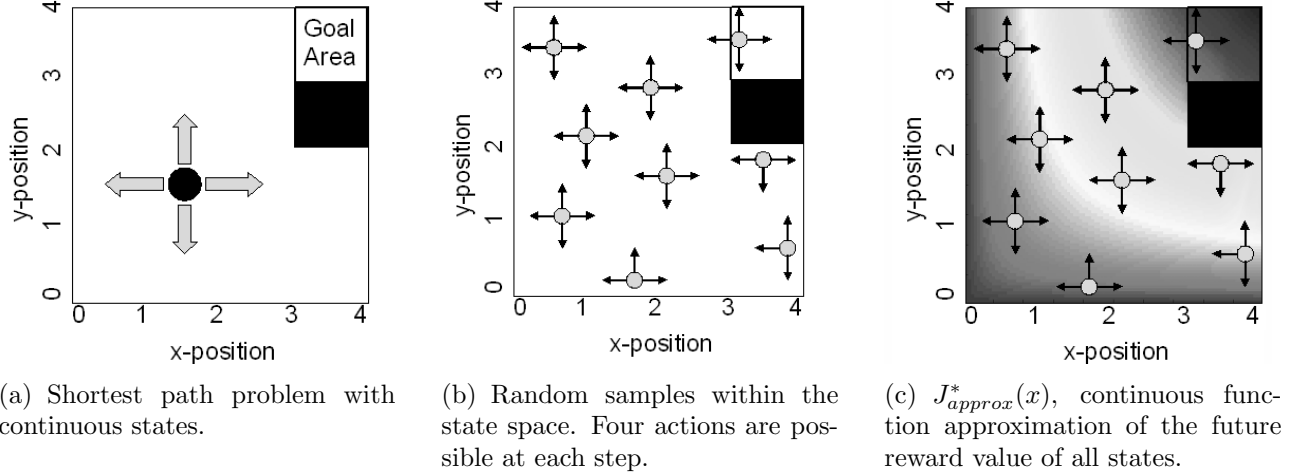 4
3
2
1
0
y-position
Goal
Area
0 1 2 3 4
x-position
(a) Shortest path problem with
continuous states.
4
3
2
1
0
y-position
0 1 2 3 4
x-position
(b) Random samples within the
state space. Four actions are pos-
sible at each step.
4
3
2
1
0
y-position
0 1 2 3 4
x-position
(c) J*approx(x), continuous func-
tion approximation of the future
reward value of all states.